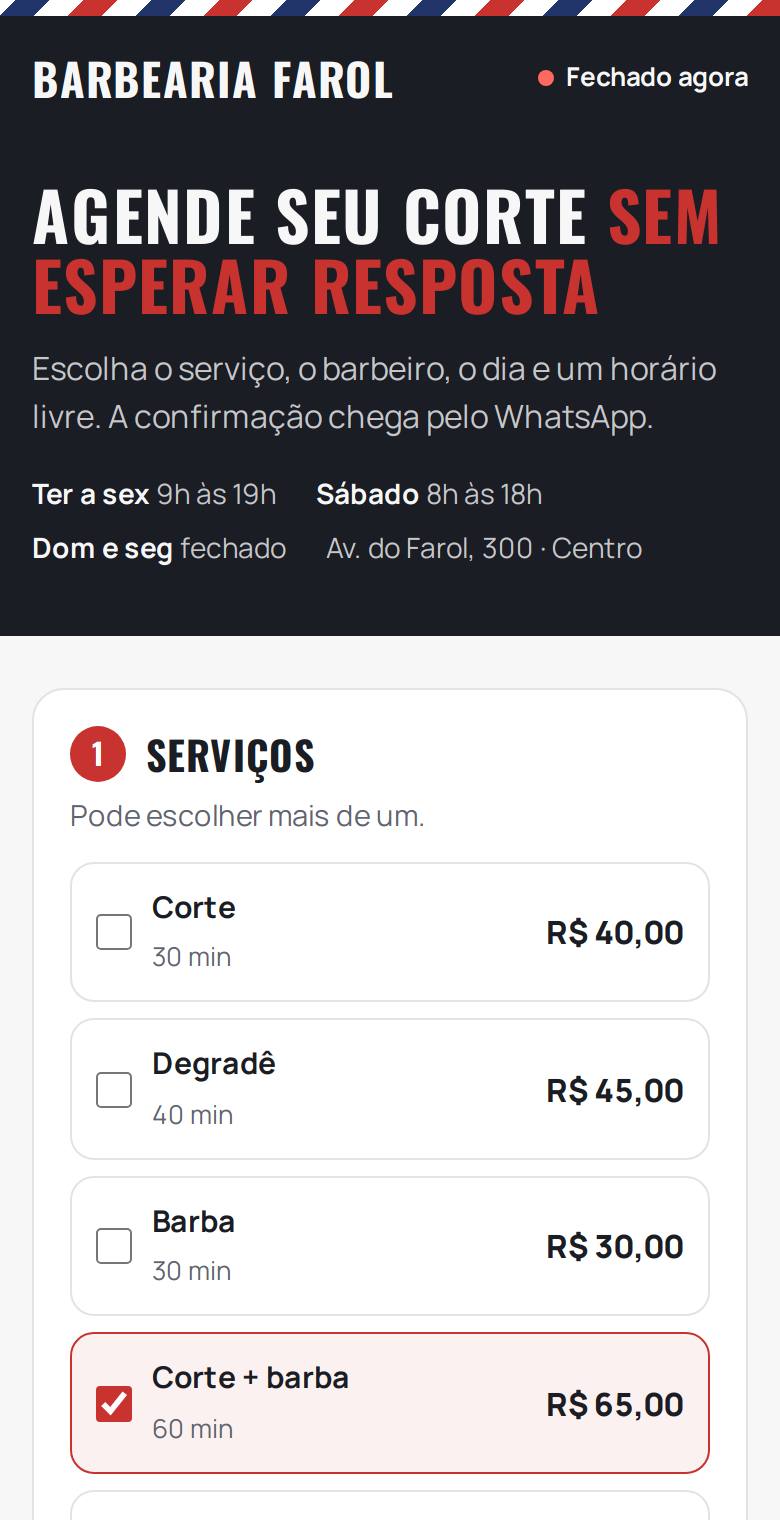 BARBEARIA FAROL
Fechado agora
AGENDE SEU CORTE SEM
ESPERAR RESPOSTA
Escolha o serviço, o barbeiro, o dia e um horário
livre. A confirmação chega pelo WhatsApp.
Ter a sex 9h às 19h Sábado 8h às 18h
Dom e seg fechado Av. do Farol, 300 · Centro
1 SERVIÇOS
Pode escolher mais de um.
Corte
30 min
R$ 40,00
Degradê
40 min
R$ 45,00
Barba
30 min
R$ 30,00
Corte + barba
60 min
R$ 65,00